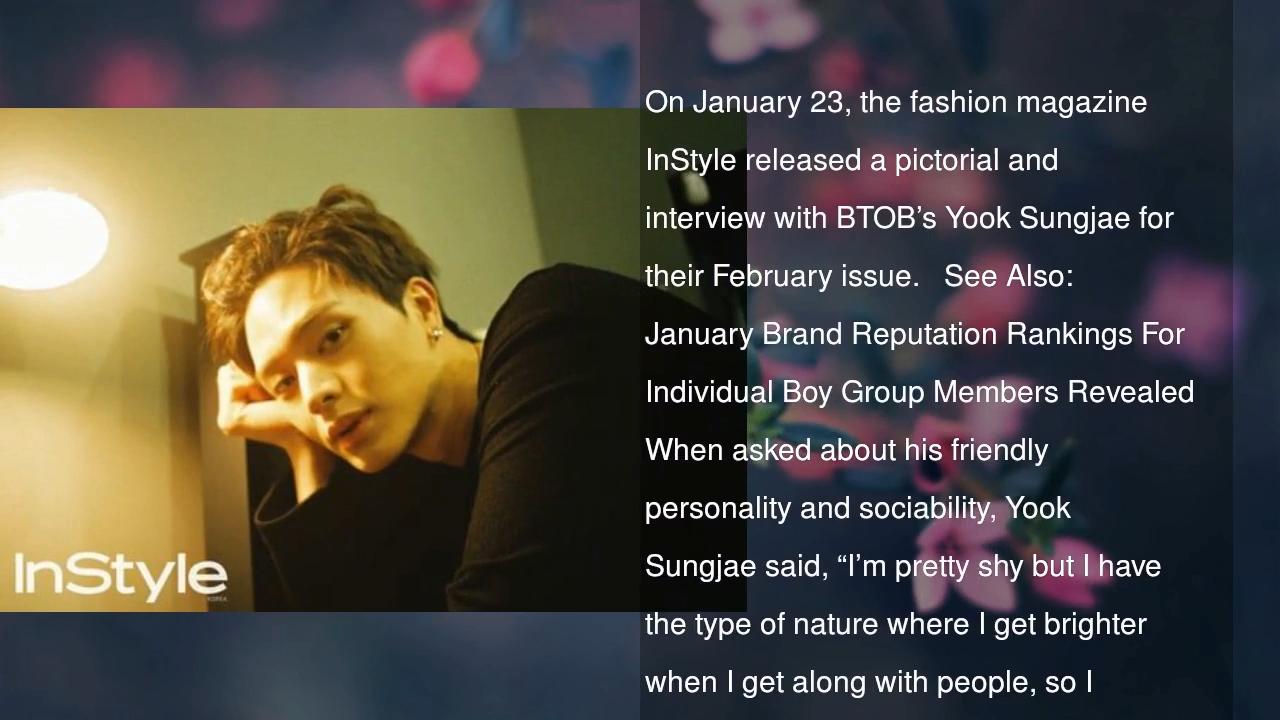 On January 23, the fashion magazine
InStyle released a pictorial and
interview with BTOB’s Yook Sungjae for
their February issue.   See Also:
January Brand Reputation Rankings For
Individual Boy Group Members Revealed
When asked about his friendly
personality and sociability, Yook
Sungjae said, “I’m pretty shy but I have
the type of nature where I get brighter
when I get along with people, so I
InStyle
KOREA